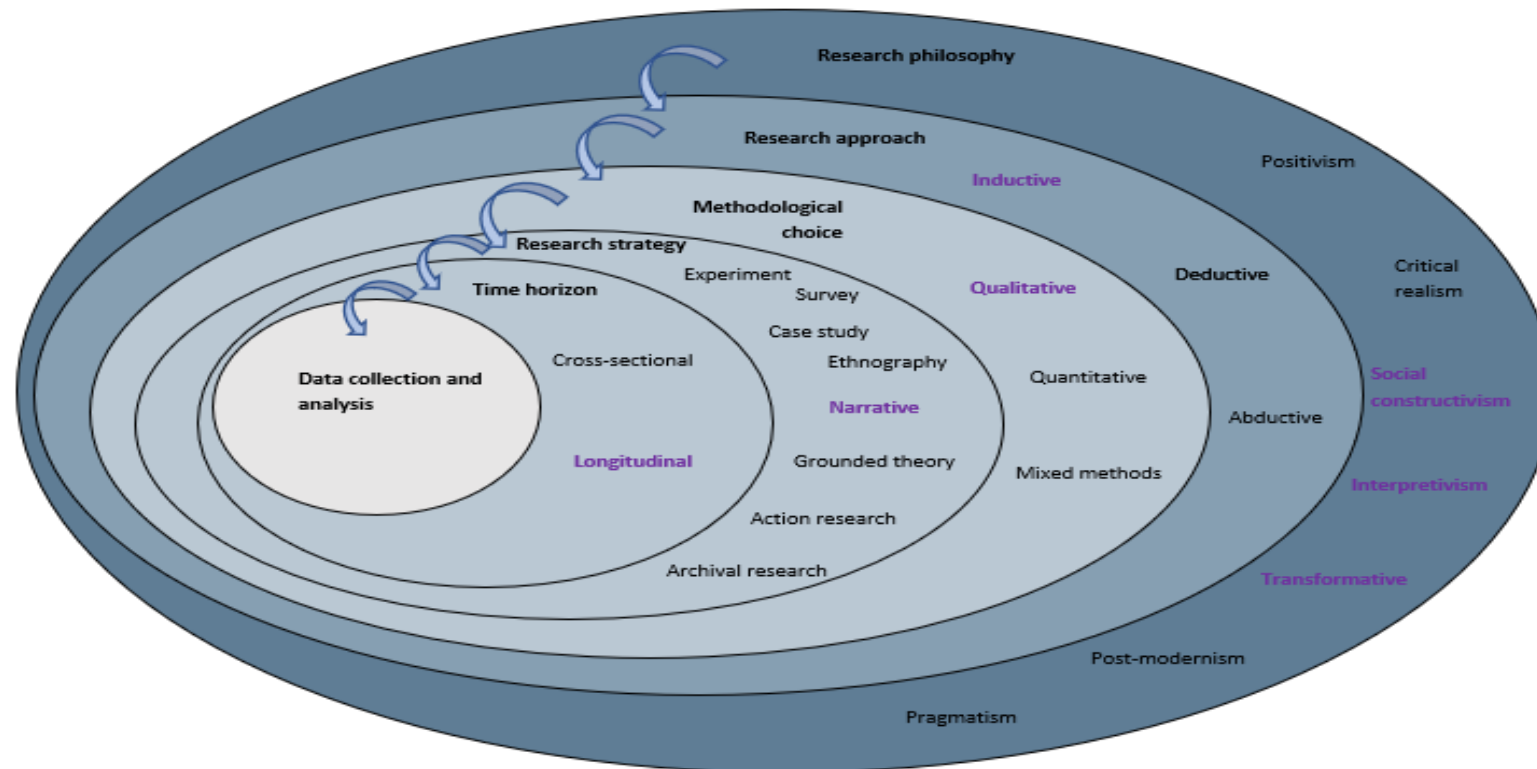 Research philosophy
Research approach
Positivism
Inductive
Methodological
choice
Research strategy
Experiment
Survey
Qualitative
Deductive
Critical
realism
Time horizon
Case study
Ethnography
Cross-sectional
Data collection and
analysis
Quantitative
Social
constructivism
Narrative
Abductive
Longitudinal
Grounded theory
Mixed methods
Interpretivism
Action research
Archival research
Transformative
Post-modernism
Pragmatism